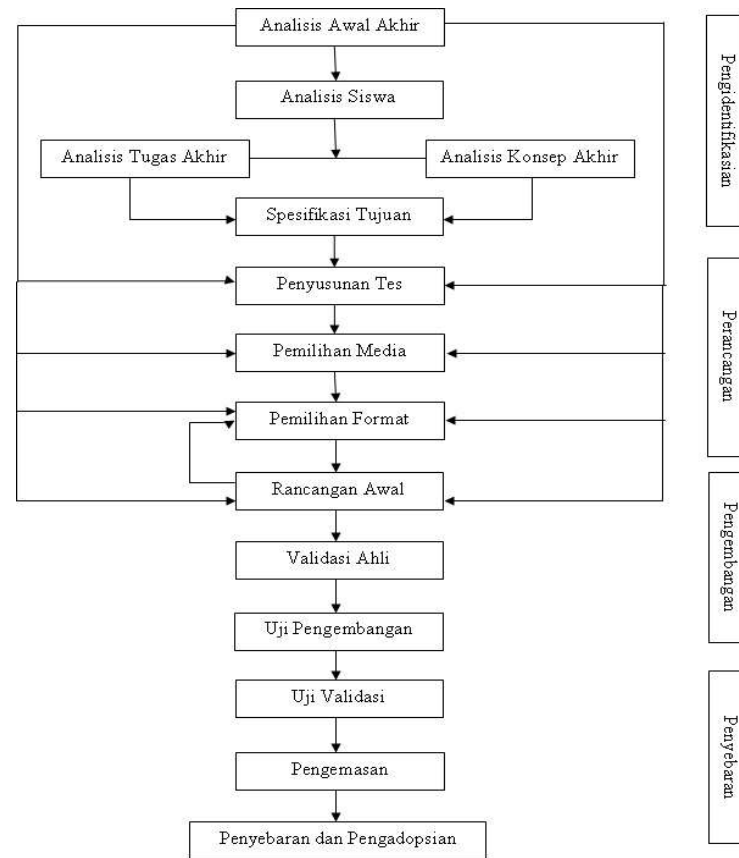 Analisis Awal Akhir
Analisis Siswa
Analisis Tugas Akhir
Analisis Konsep Akhir
Spesifikasi Tujuan
Penyusunan Tes
Pemilihan Media
Pemilihan Format
Rancangan Awal
Validasi Ahli
Uji Pengembangan
Uji Validasi
Pengemasan
Penyebaran dan Pengadopsian
Pengidentifikasian
Perancangan
Pengembangan
Penyebaran